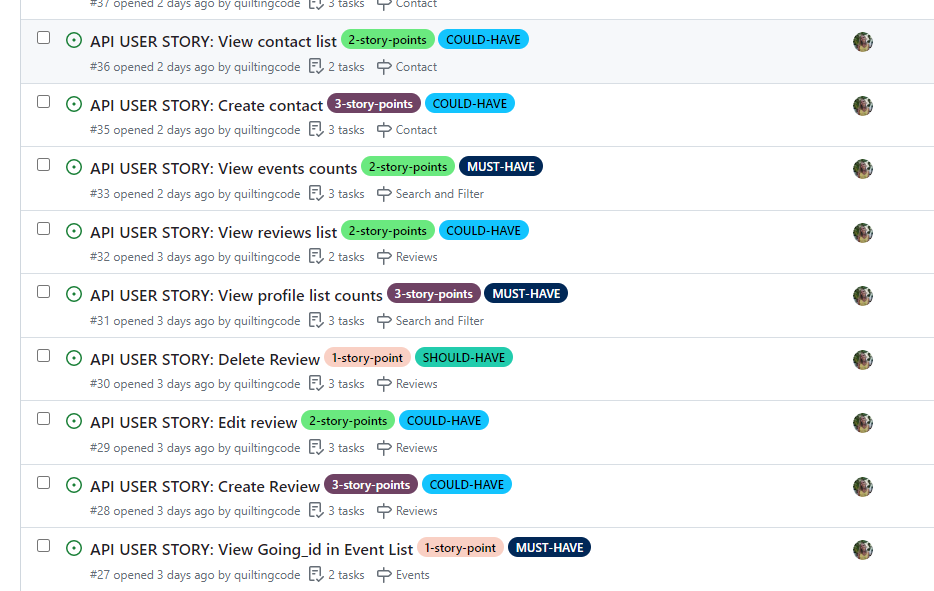 #37 opened 2 days ago by quiltingcode 3 tasks Contact
API USER STORY: View contact list 2-story-points COULD-HAVE
#36 opened 2 days ago by quiltingcode 2 tasks Contact
API USER STORY: Create contact 3-story-points COULD-HAVE
#35 opened 2 days ago by quiltingcode 3 tasks Contact
API USER STORY: View events counts 2-story-points MUST-HAVE
#33 opened 2 days ago by quiltingcode 3 tasks Search and Filter
API USER STORY: View reviews list 2-story-points COULD-HAVE
#32 opened 3 days ago by quiltingcode 2 tasks Reviews
API USER STORY: View profile list counts 3-story-points MUST-HAVE
#31 opened 3 days ago by quiltingcode 3 tasks Search and Filter
API USER STORY: Delete Review 1-story-point SHOULD-HAVE
#30 opened 3 days ago by quiltingcode 3 tasks Reviews
API USER STORY: Edit review 2-story-points COULD-HAVE
#29 opened 3 days ago by quiltingcode 3 tasks Reviews
API USER STORY: Create Review 3-story-points COULD-HAVE
#28 opened 3 days ago by quiltingcode 3 tasks Reviews
API USER STORY: View Going_id in Event List 1-story-point MUST-HAVE
#27 opened 3 days ago by quiltingcode 2 tasks Events